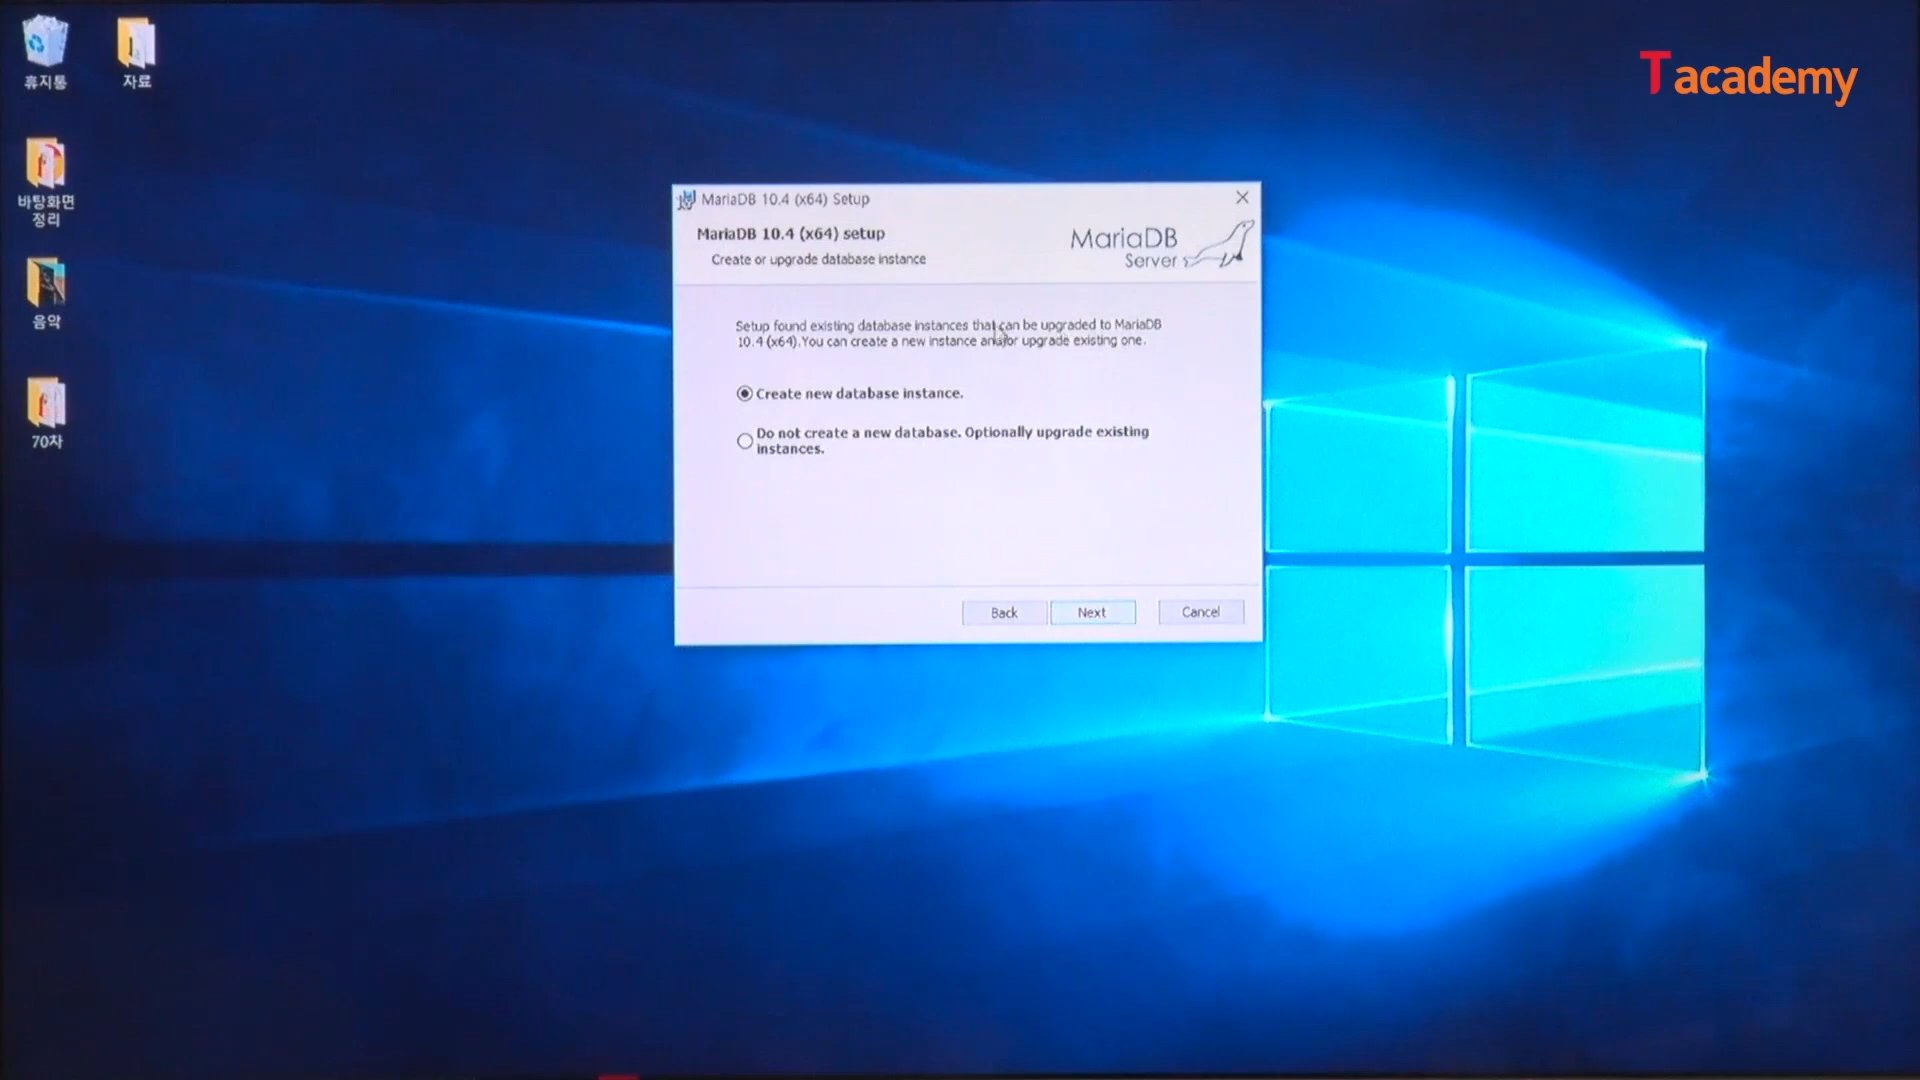 휴지통
자료
바탕화면
정리
음악
70차
Tacademy
MariaDB 10.4 (x64) Setup
MariaDB 10.4 (x64) setup
Create or upgrade database instance
MariaDB
Server
Setup found existing database instances that can be upgraded to MariaDB
10.4 (x64).You can create a new instance and/or upgrade existing one.
Create new database instance.
Do not create a new database. Optionally upgrade existing
instances.
Back
Next
Cancel